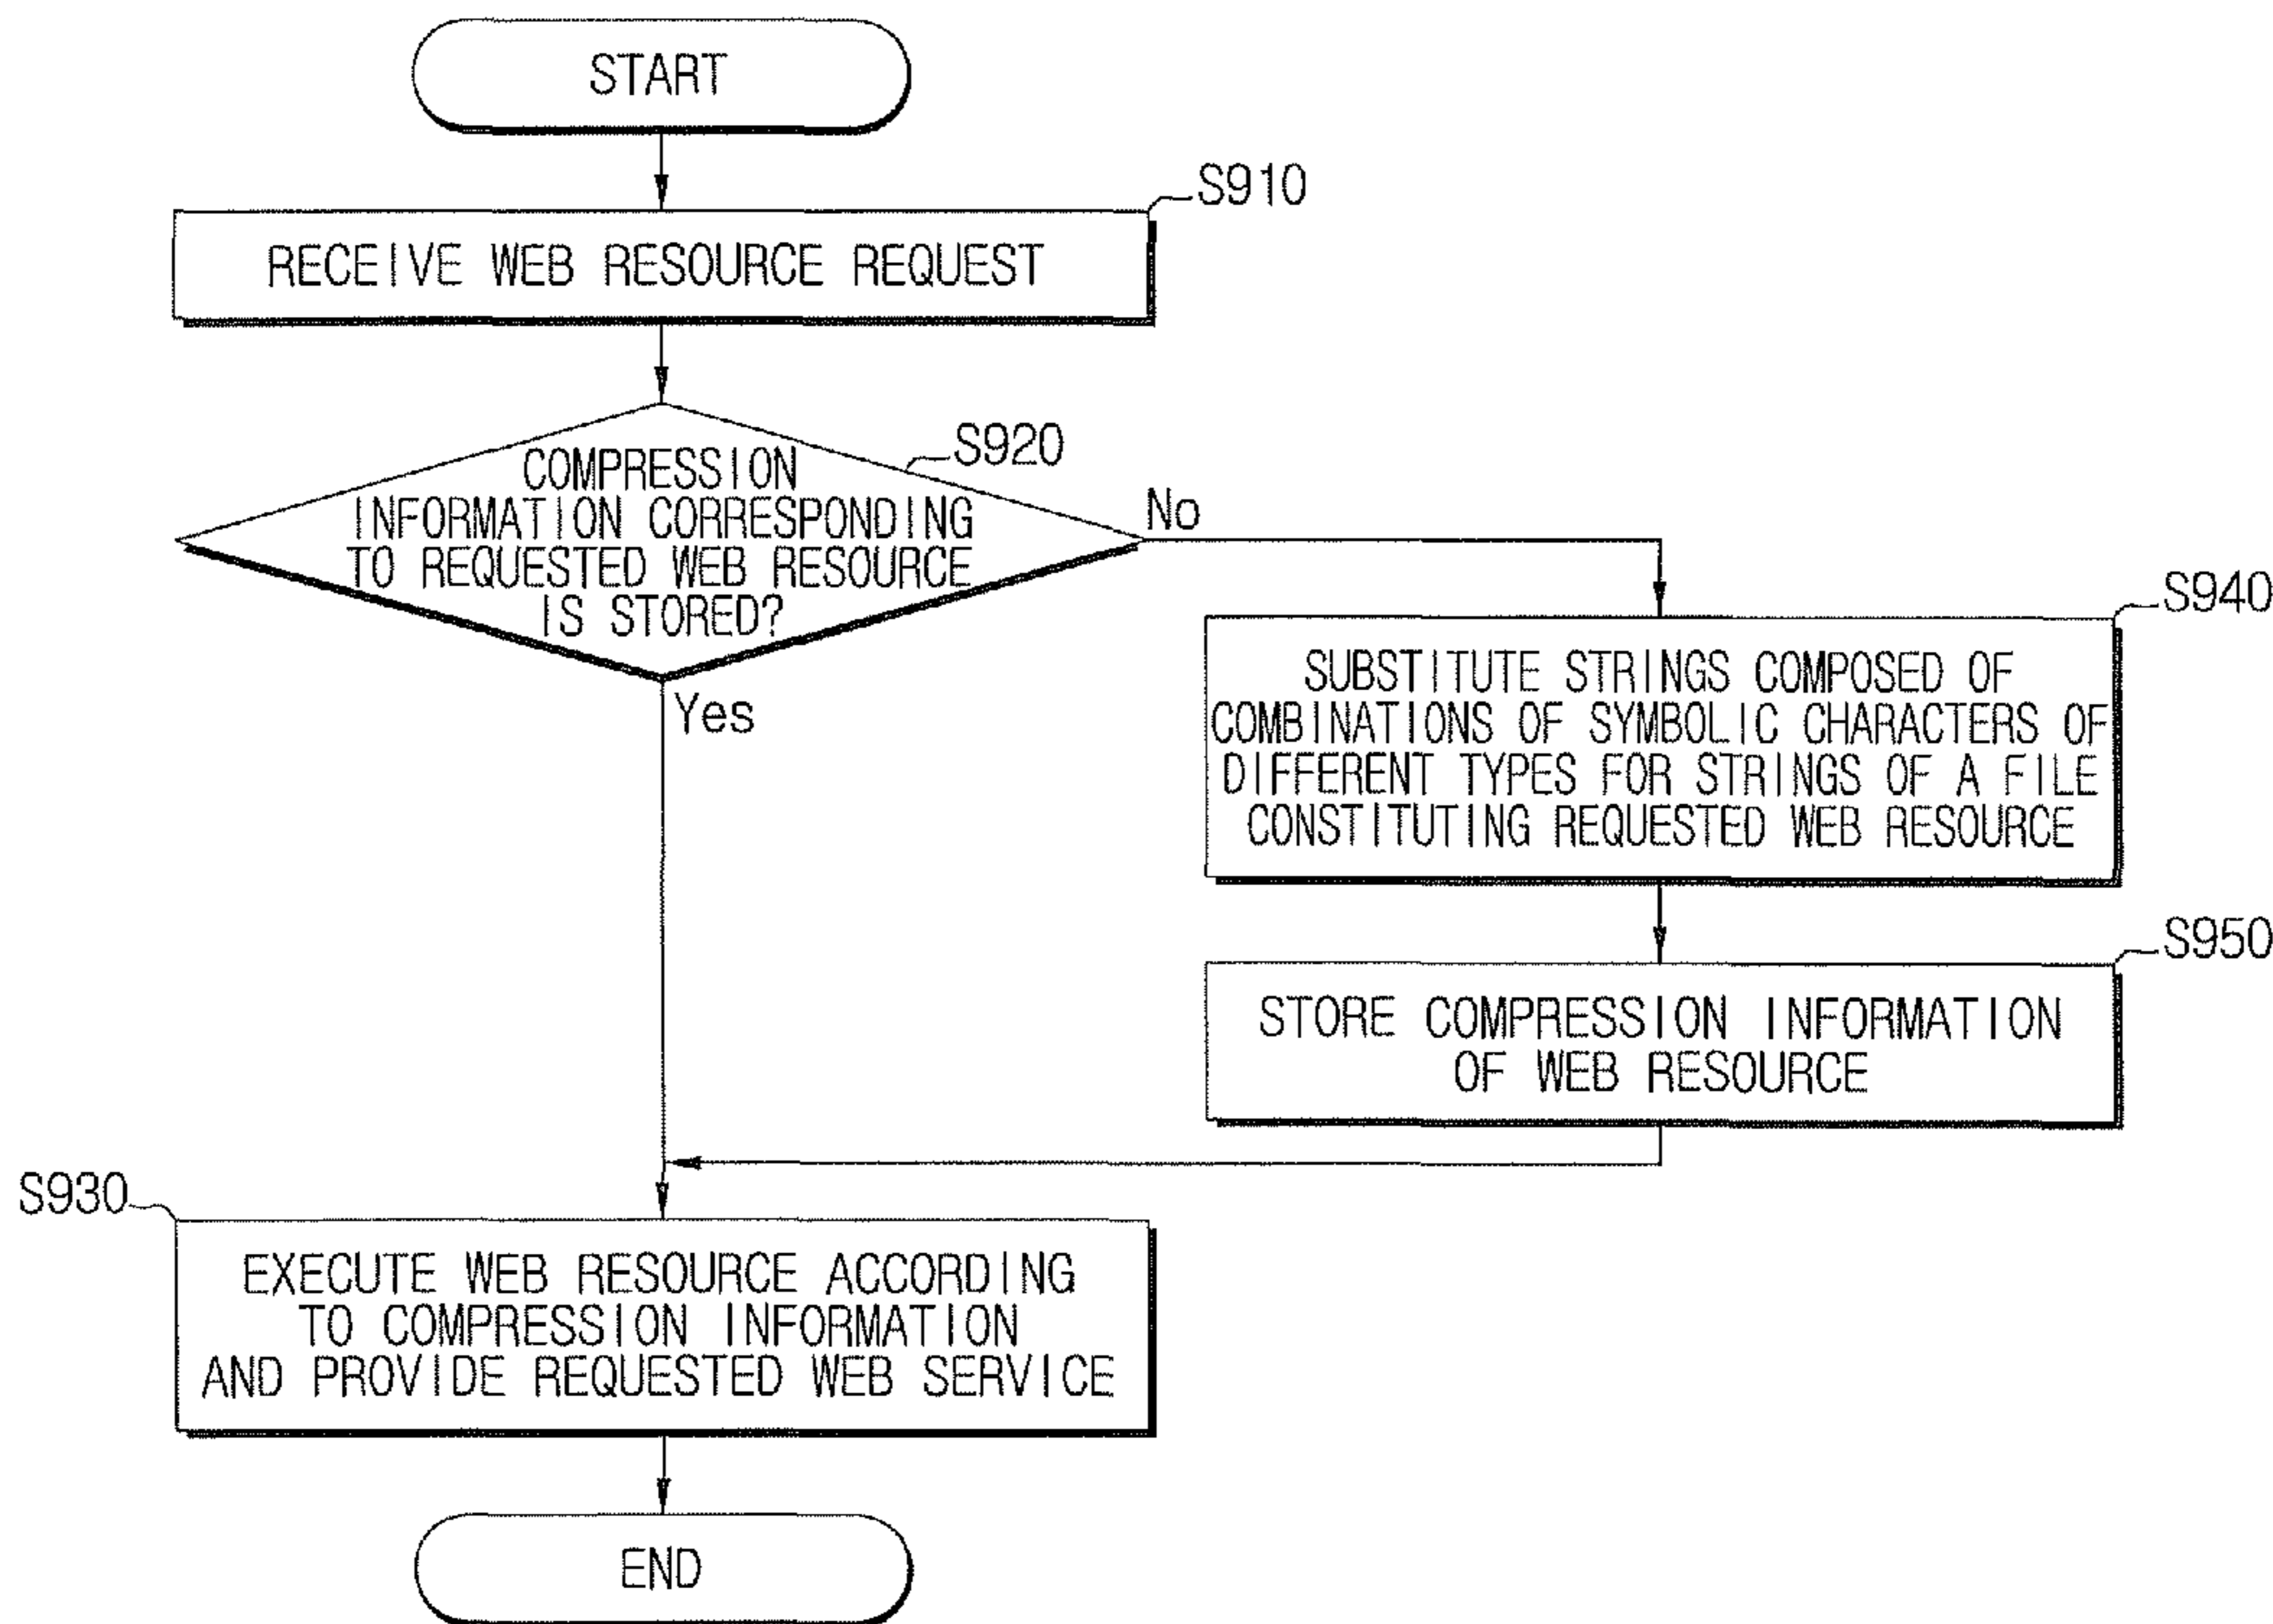 START
S910
RECEIVE WEB RESOURCE REQUEST
S920
COMPRESSION
INFORMATION CORRESPONDING
TO REQUESTED WEB RESOURCE
IS STORED?
No
Yes
S940
SUBSTITUTE STRINGS COMPOSED OF
COMBINATIONS OF SYMBOLIC CHARACTERS OF
DIFFERENT TYPES FOR STRINGS OF A FILE
CONSTITUTING REQUESTED WEB RESOURCE
S950
STORE COMPRESSION INFORMATION
OF WEB RESOURCE
S930
EXECUTE WEB RESOURCE ACCORDING
TO COMPRESSION INFORMATION
AND PROVIDE REQUESTED WEB SERVICE
END